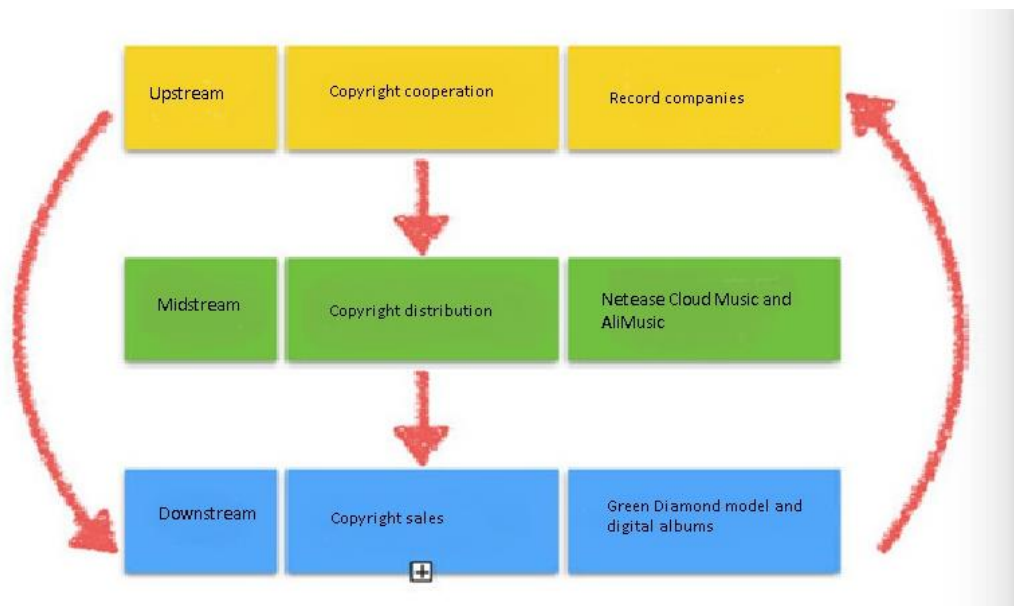 Upstream
Copyright cooperation
Record companies
Midstream
Copyright distribution
Netease Cloud Music and
AliMusic
Downstream
Copyright sales
Green Diamond model and
digital albums